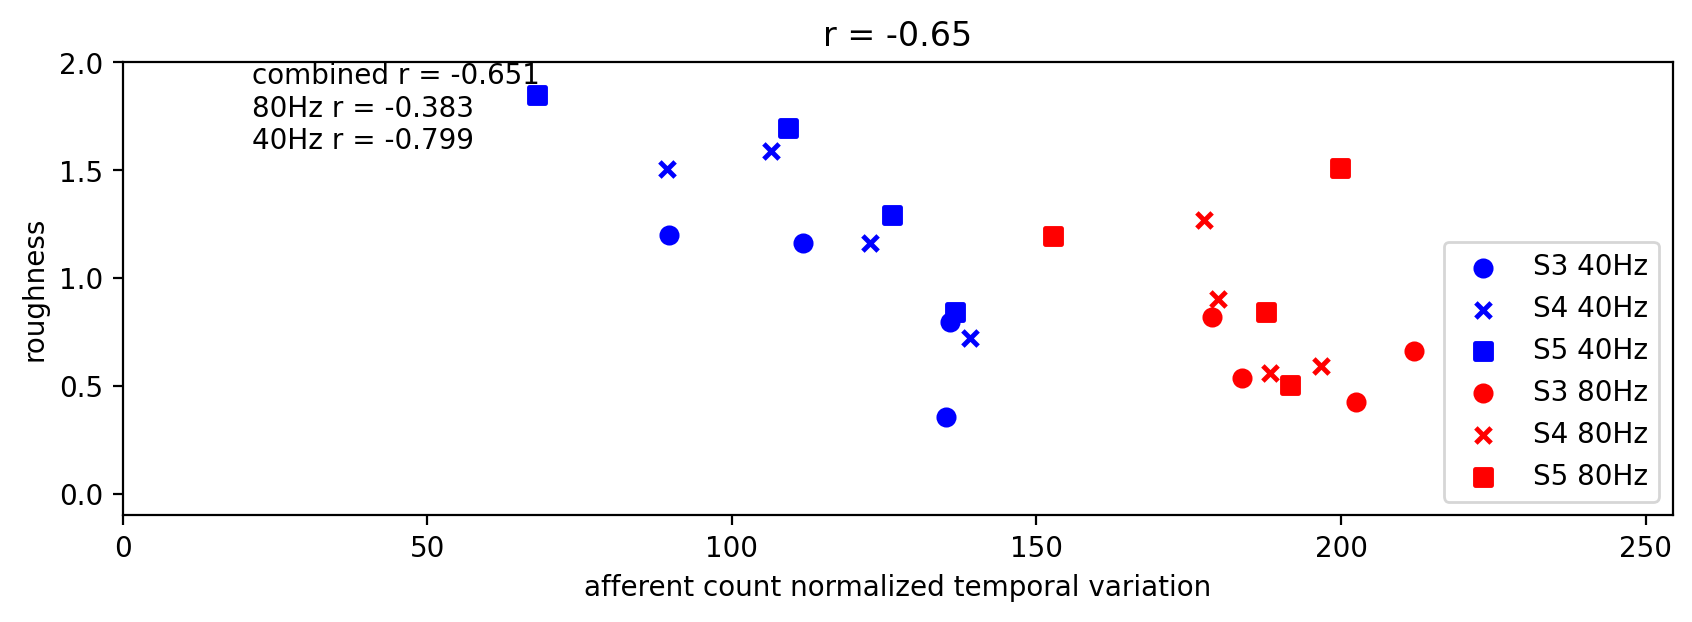 r = -0.65
combined r = -0.651
80Hz r = -0.383
40Hz r = -0.799
2.0
1.5
1.0
0.5
0.0
roughness
S3 40Hz
S4 40Hz
S5 40Hz
S3 80Hz
S4 80Hz
S5 80Hz
0 50 100 150 200 250
afferent count normalized temporal variation